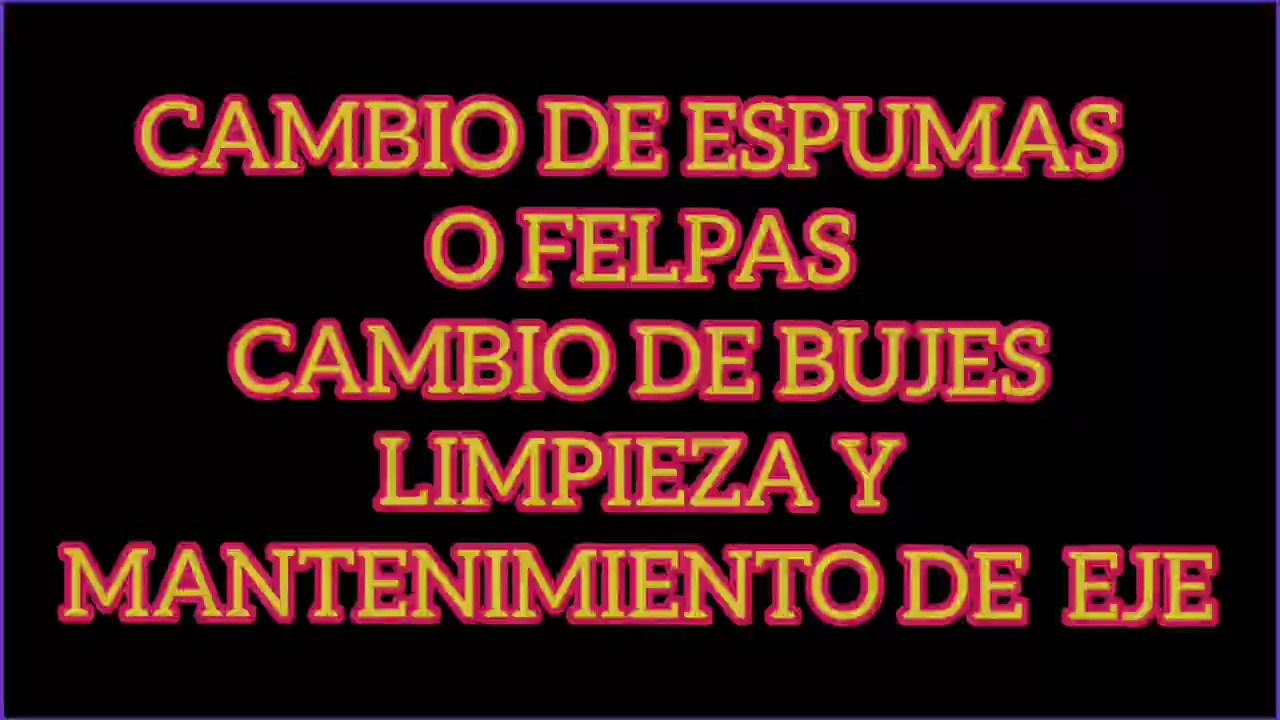 CAMBIO DE ESPUMAS
O FELPAS
CAMBIO DE BUJES
LIMPIEZA Y
MANTENIMIENTO DE EJE